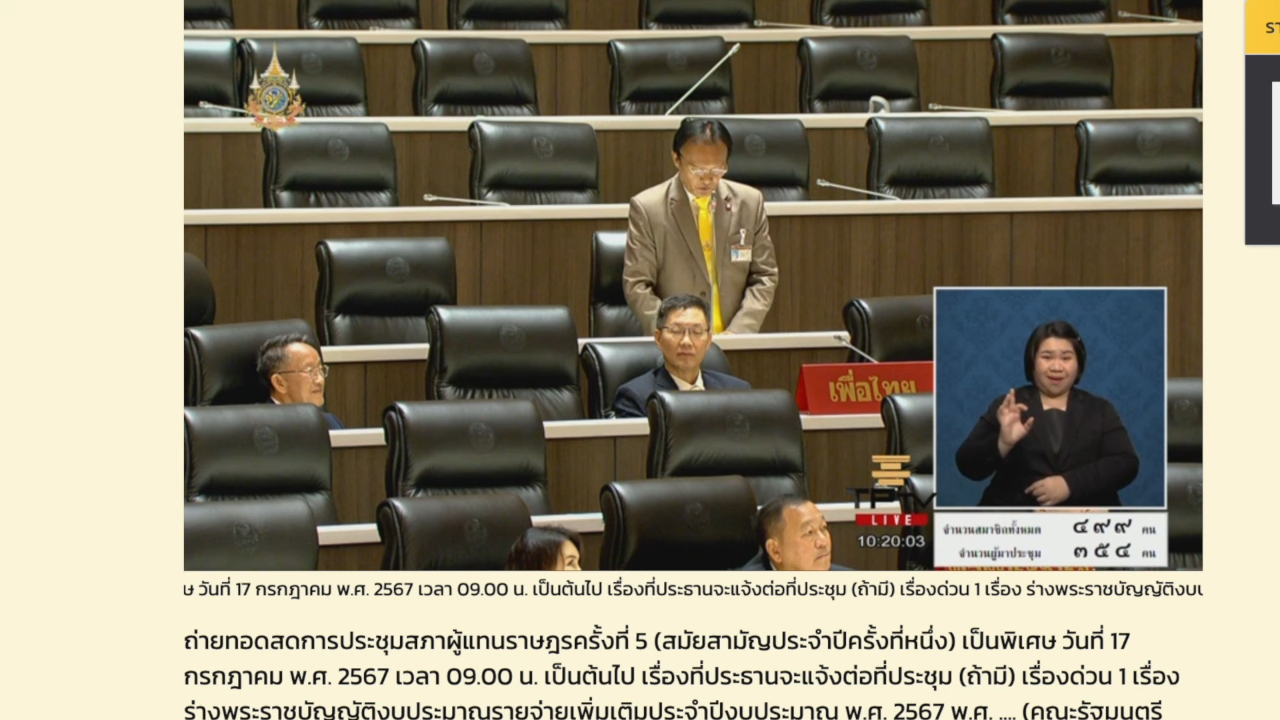 รา
เพื่อไทย
LIVE
10:20:03
จำนวนสมาชิกทั้งหมด ๔๙๙ คน
จำนวนผู้มาประชุม ๓๕๔ คน
วันที่ 17 กรกฎาคม พ.ศ. 2567 เวลา 09.00 น. เป็นต้นไป เรื่องที่ประธานจะแจ้งต่อที่ประชุม (ถ้ามี) เรื่องด่วน 1 เรื่อง ร่างพระราชบัญญัติงบ
ถ่ายทอดสดการประชุมสภาผู้แทนราษฎรครั้งที่ 5 (สมัยสามัญประจำปีครั้งที่หนึ่ง) เป็นพิเศษ วันที่ 17
กรกฎาคม พ.ศ. 2567 เวลา 09.00 น. เป็นต้นไป เรื่องที่ประธานจะแจ้งต่อที่ประชุม (ถ้ามี) เรื่องด่วน 1 เรื่อง
ร่างพระราชบัญญัติงบประมาณรายจ่ายเพิ่มเติมประจำปีงบประมาณ พ.ศ. 2567 พ.ศ. .... (คณะรัฐมนตรี